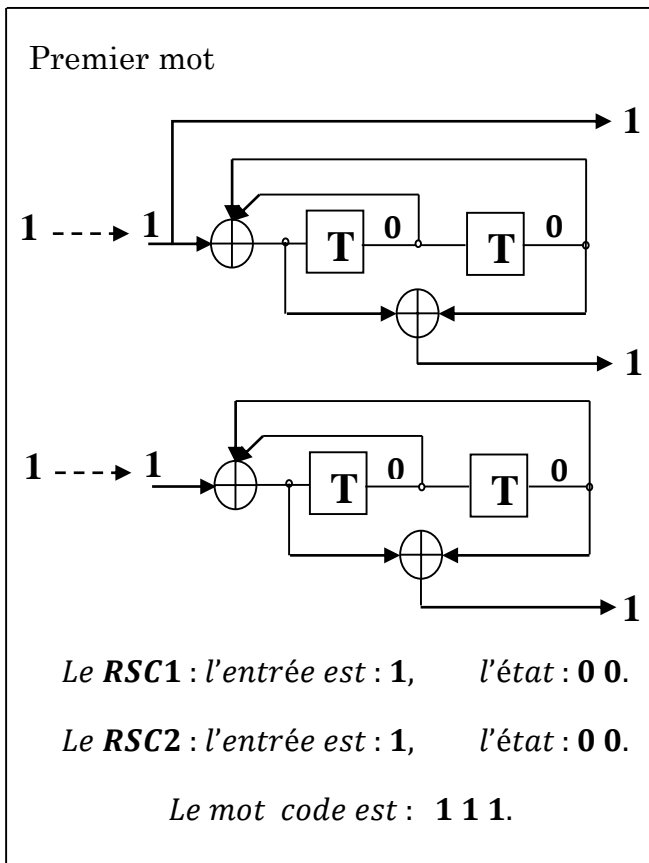 Premier mot
1
1 1
T 0 T 0
1
1 1
T 0 T 0
1
Le RSC1 : l'entrée est : 1, l'état : 0 0.
Le RSC2 : l'entrée est : 1, l'état : 0 0.
Le mot code est : 1 1 1.